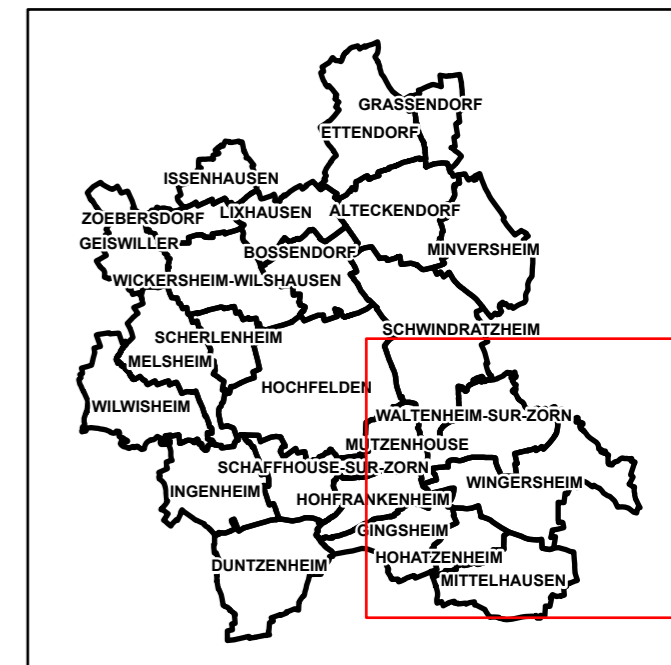 GRASSENDORF
ETTENDORF
ISSENHAUSEN
ZOEBERSDORF
LIXHAUSEN
ALTECKENDORF
GEISWILLER
BOSSENDORF
MINVERSHEIM
WICKERSHEIM-WILSHAUSEN
SCHWINDRATZHEIM
SCHERLENHEIM
MELSHEIM
HOCHFELDEN
WILWISHEIM
WALTENHEIM-SUR-ZORN
MUTZENHOUSE
SCHAFFHOUSE-SUR-ZORN
WINGERSHEIM
INGENHEIM
HOHFRANKENHEIM
GINGSHEIM
HOHATZENHEIM
DUNTZENHEIM
MITTELHAUSEN